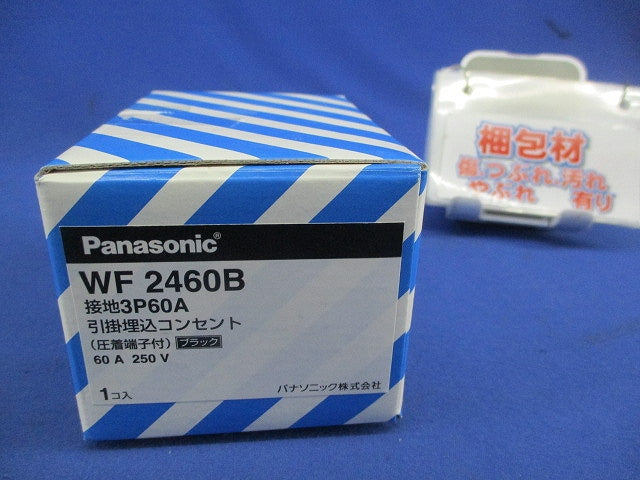 Panasonic®
WF 2460B
接地3P60A
引掛埋込コンセント
(圧着端子付) ブラック
60 A 250 V
1コ入
パナソニック株式会社
梱包材
傷.つぶれ.汚れ
やぶれ 有り